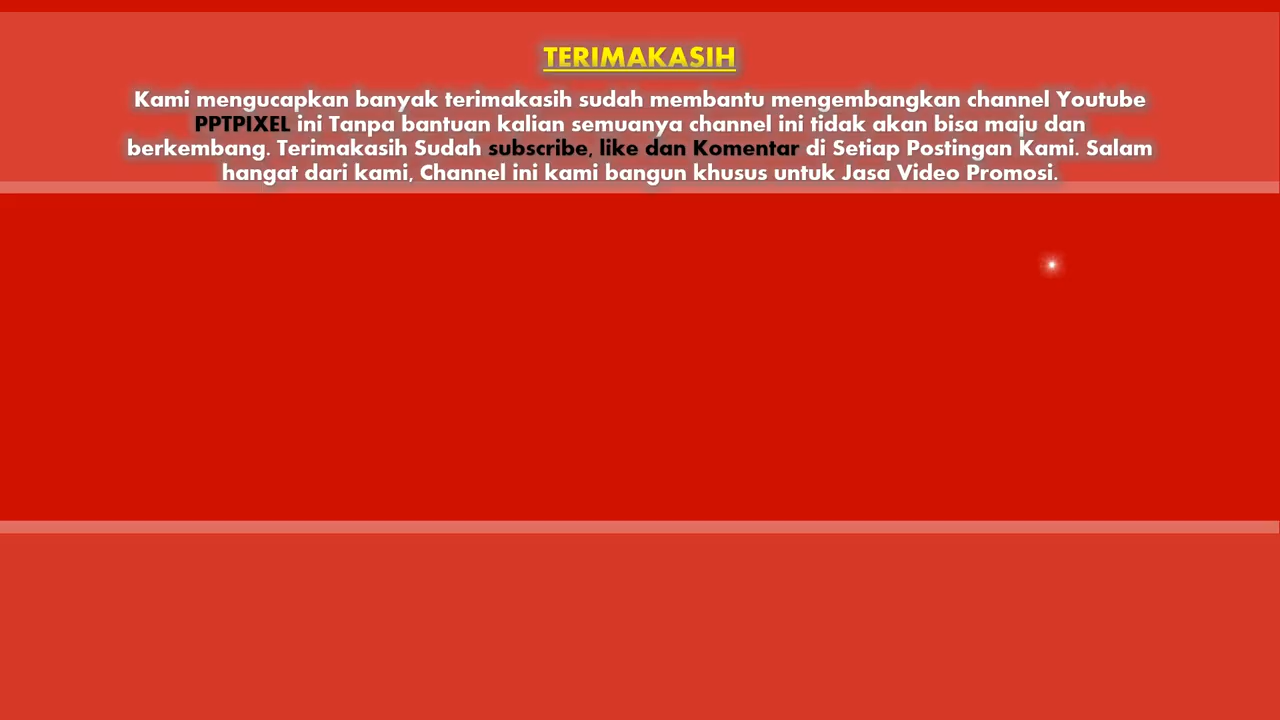 TERIMAKASIH
Kami mengucapkan banyak terimakasih sudah membantu mengembangkan channel Youtube
PPTPIXEL ini Tanpa bantuan kalian semuanya channel ini tidak akan bisa maju dan
berkembang. Terimakasih Sudah subscribe, like dan Komentar di Setiap Postingan Kami. Salam
hangat dari kami, Channel ini kami bangun khusus untuk Jasa Video Promosi.